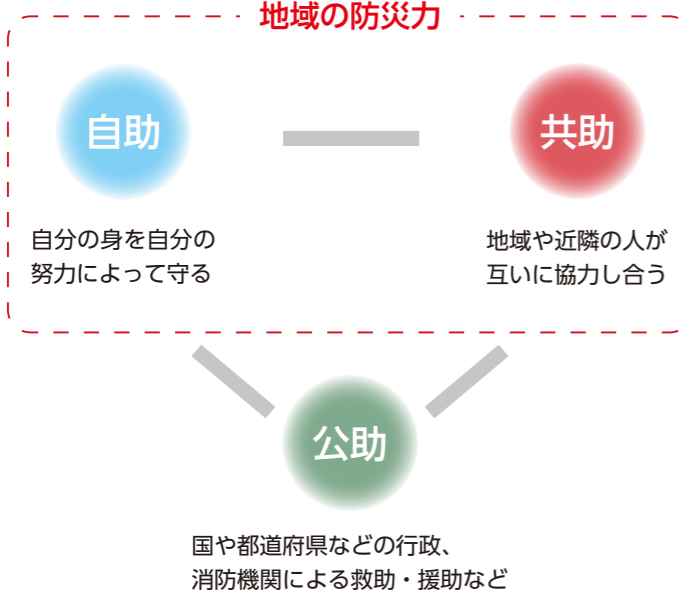 地域の防災力
自助
共助
自分の身を自分の
努力によって守る
地域や近隣の人が
互いに協力し合う
公助
国や都道府県などの行政、
消防機関による救助・援助など